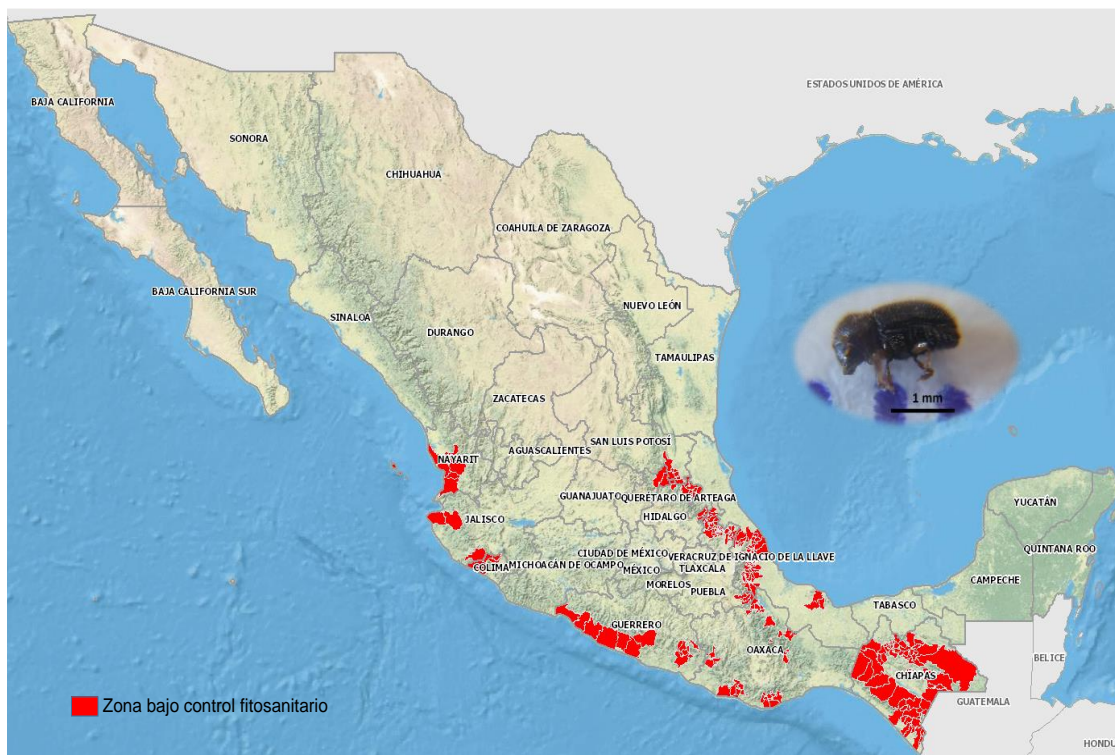 ESTADOS UNIDOS DE AMÉRICA
BAJA CALIFORNIA
SONORA
CHIHUAHUA
COAHUILA DE ZARAGOZA
BAJA CALIFORNIA SUR
NUEVO LEÓN
SINALOA
DURANGO
TAMAULIPAS
ZACATECAS
1 mm
SAN LUIS POTOSÍ
AGUASCALIENTES
NAYARIT
GUANAJUATO
QUERÉTARO DE ARTEAGA
YUCATÁN
HIDALGO
JALISCO
QUINTANA ROO
CIUDAD DE MÉXICO
VERACRUZ DE IGNACIO DE LA LLAVE
COLIMA
MICHOACÁN DE OCAMPO
MÉXICO
TLAXCALA
CAMPECHE
MORELOS
PUEBLA
TABASCO
GUERRERO
OAXACA
BELICE
CHIAPAS
GUATEMALA
Zona bajo control fitosanitario
HONDU